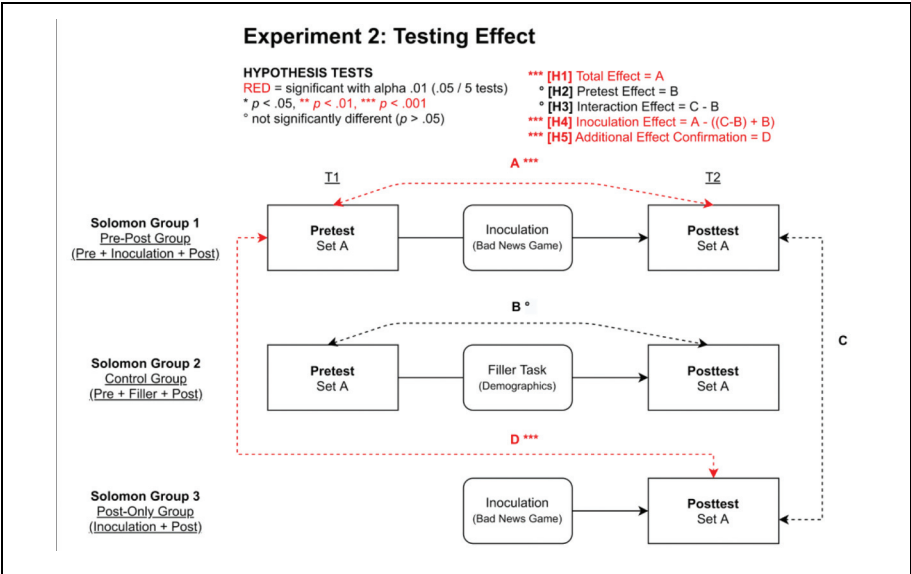 Experiment 2: Testing Effect
HYPOTHESIS TESTS
RED = significant with alpha .01 (.05 / 5 tests)
* p < .05, ** p < .01, *** p < .001
° not significantly different (p > .05)
*** [H1] Total Effect = A
° [H2] Pretest Effect = B
° [H3] Interaction Effect = C - B
*** [H4] Inoculation Effect = A - ((C-B) + B)
*** [H5] Additional Effect Confirmation = D
A ***
T1
T2
Solomon Group 1
Pre-Post Group
(Pre + Inoculation + Post)
Pretest
Set A
Inoculation
(Bad News Game)
Posttest
Set A
B °
C
Solomon Group 2
Control Group
(Pre + Filler + Post)
Pretest
Set A
Filler Task
(Demographics)
Posttest
Set A
D ***
Solomon Group 3
Post-Only Group
(Inoculation + Post)
Inoculation
(Bad News Game)
Posttest
Set A